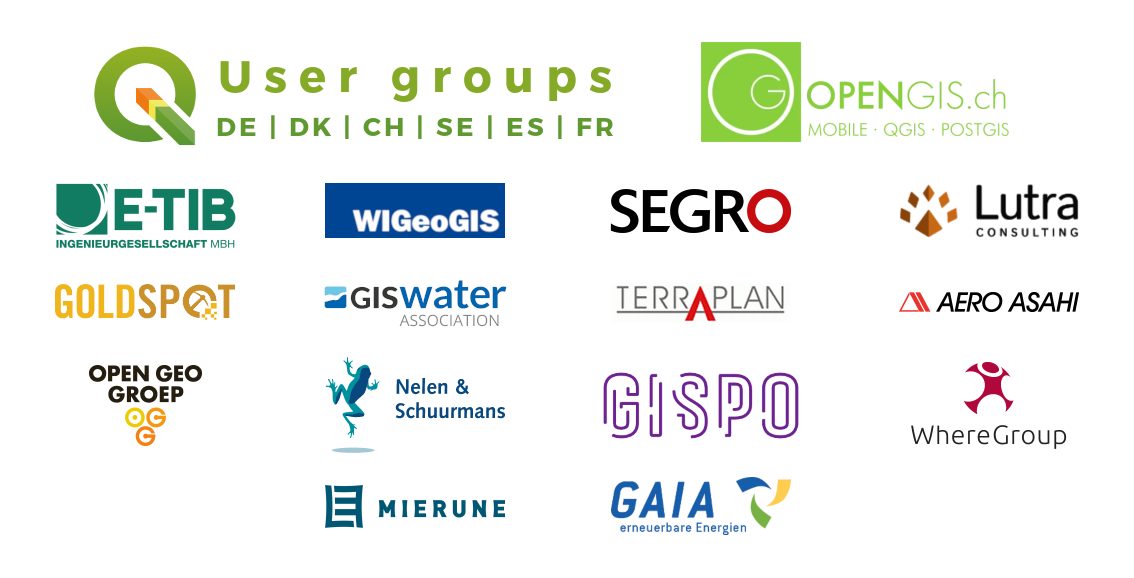 User groups
DE | DK | CH | SE | ES | FR
OPENGIS.ch
MOBILE · QGIS · POSTGIS
E-TIB
INGENIEURGESELLSCHAFT MBH
WIGeoGIS
SEGRO
Lutra
CONSULTING
GOLDSPOT
GISwater
ASSOCIATION
TERRAPLAN
AERO ASAHI
OPEN GEO
GROEP
OGG
Nelen &
Schuurmans
GISPO
WhereGroup
MIERUNE
GAIA
erneuerbare Energien